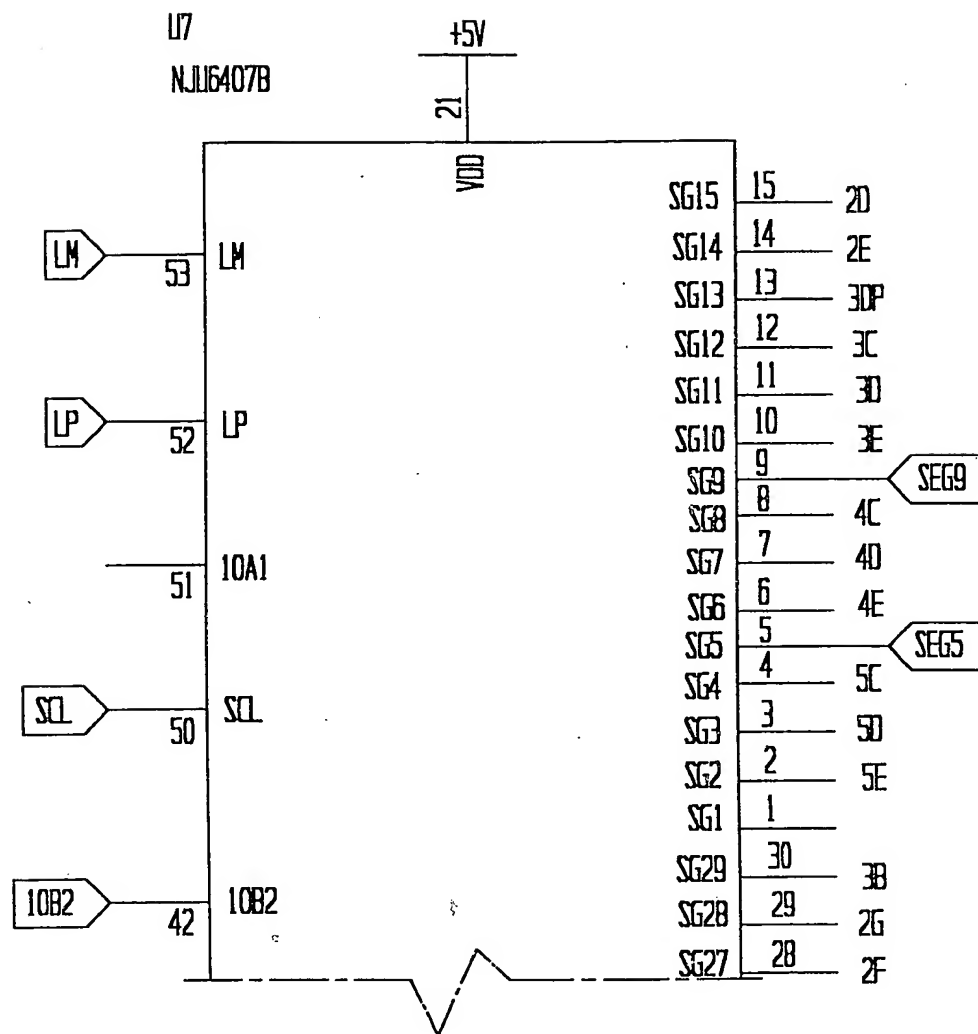 U7
NJU6407B
+5V
21
VDD
LM
53
LM
LP
52
LP
51
IOA1
SCL
50
SCL
IOB2
42
IOB2
SG15 15 2D
SG14 14 2E
SG13 13 3DP
SG12 12 3C
SG11 11 3D
SG10 10 3E
SG9 9 SEG9
SG8 8 4C
SG7 7 4D
SG6 6 4E
SG5 5 SEG5
SG4 4 5C
SG3 3 5D
SG2 2 5E
SG1 1
SG29 30 3B
SG28 29 2G
SG27 28 2F